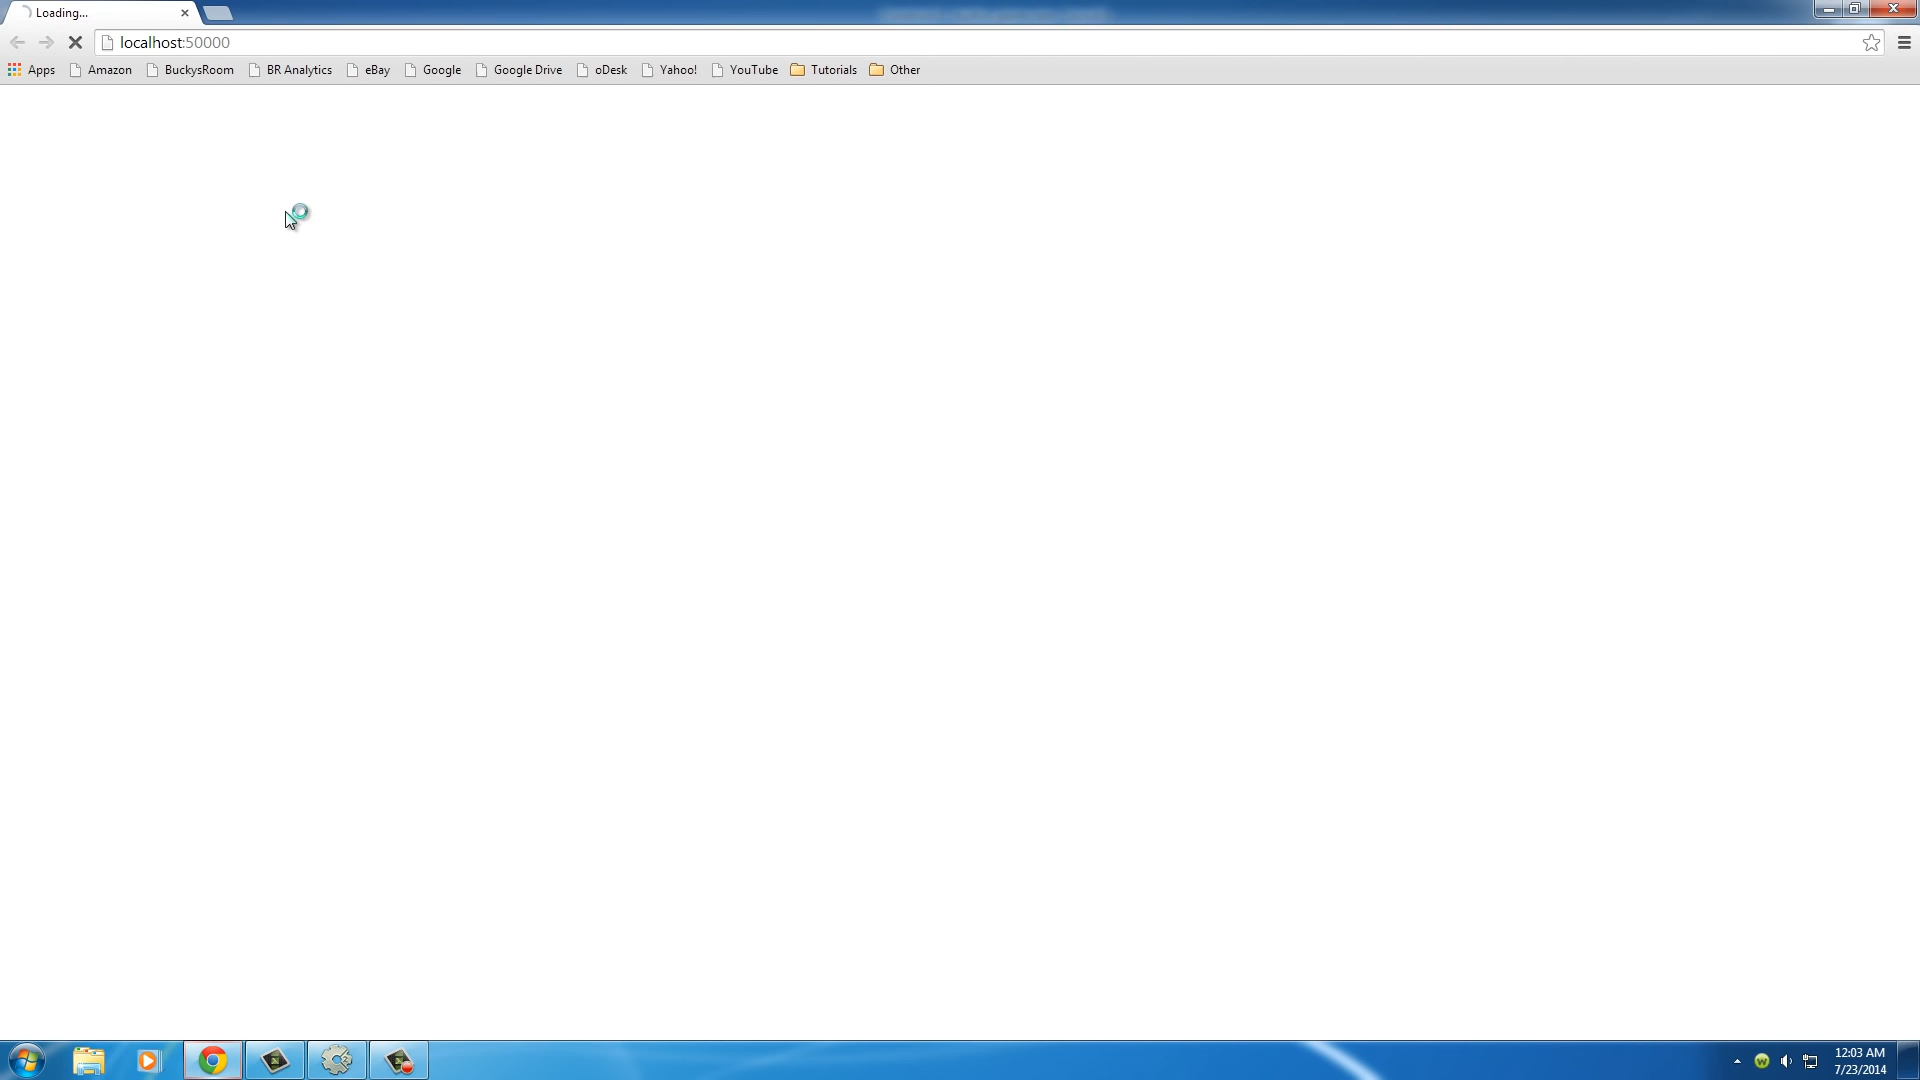 Loading...
localhost:50000
Apps Amazon BuckysRoom BR Analytics eBay Google Google Drive oDesk Yahoo! YouTube Tutorials Other
12:03 AM
7/23/2014